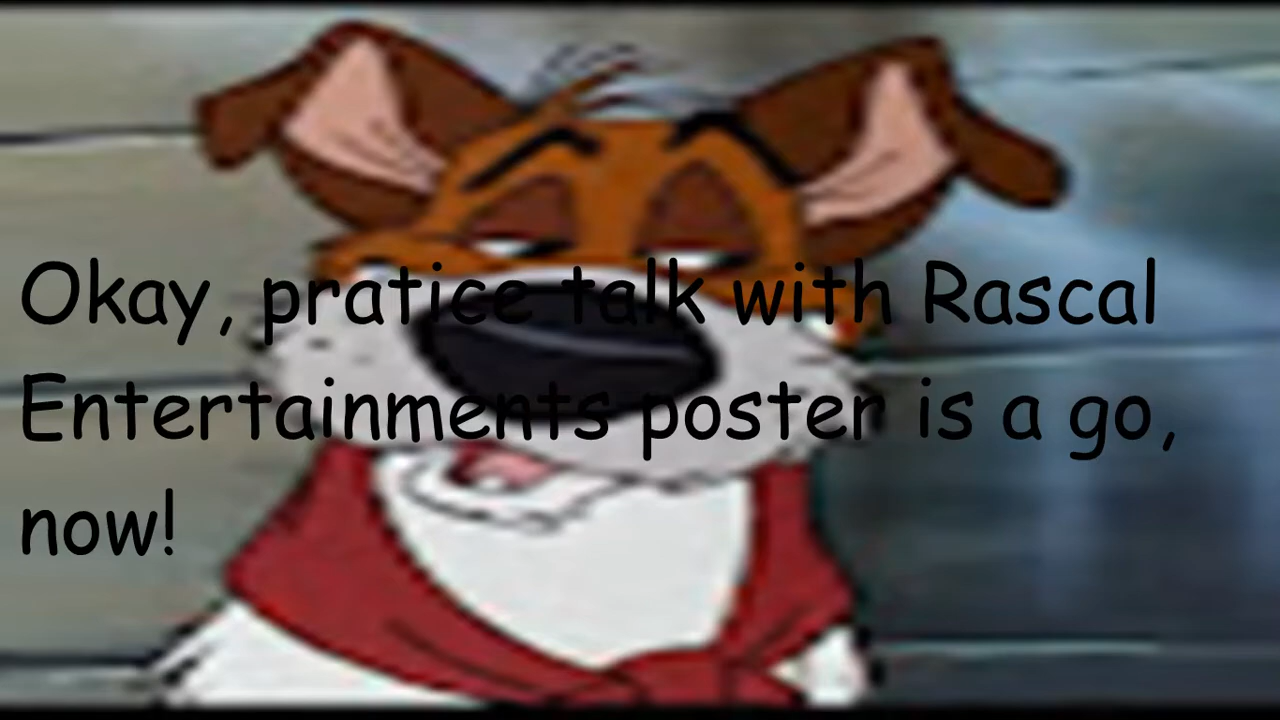 Okay, pratice talk with Rascal
Entertainments poster is a go,
now!